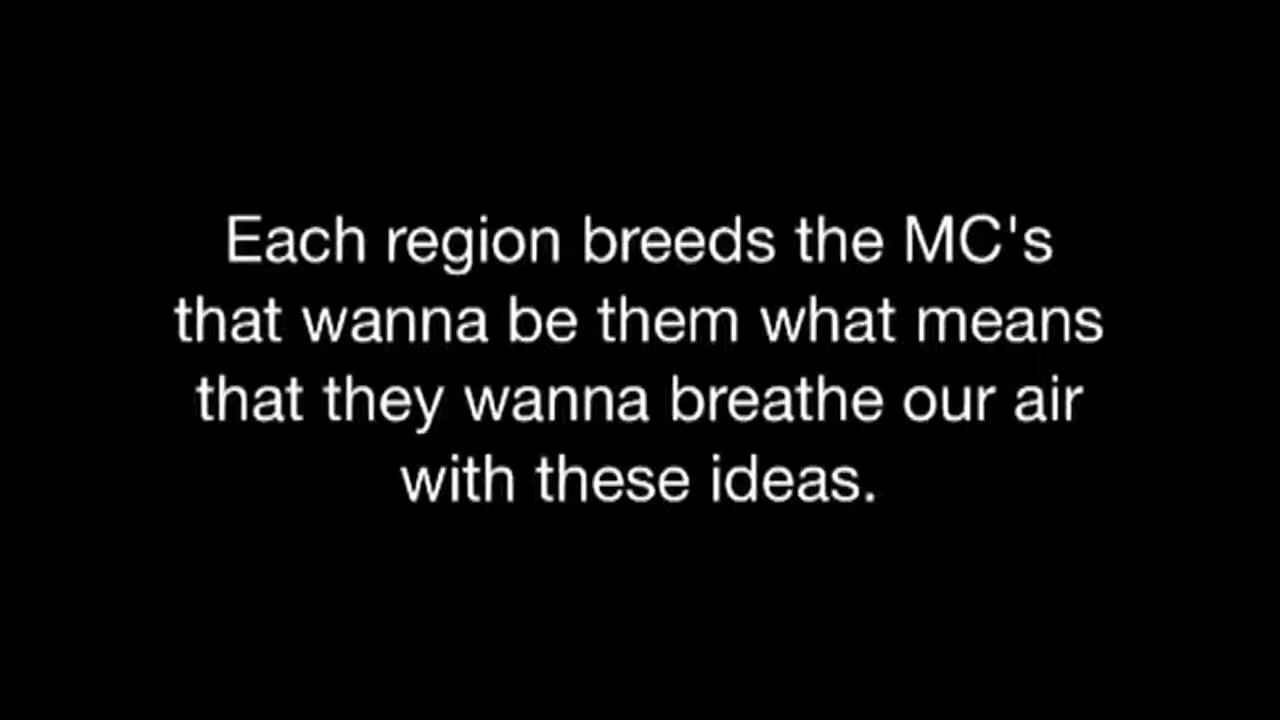 Each region breeds the MC's
that wanna be them what means
that they wanna breathe our air
with these ideas.